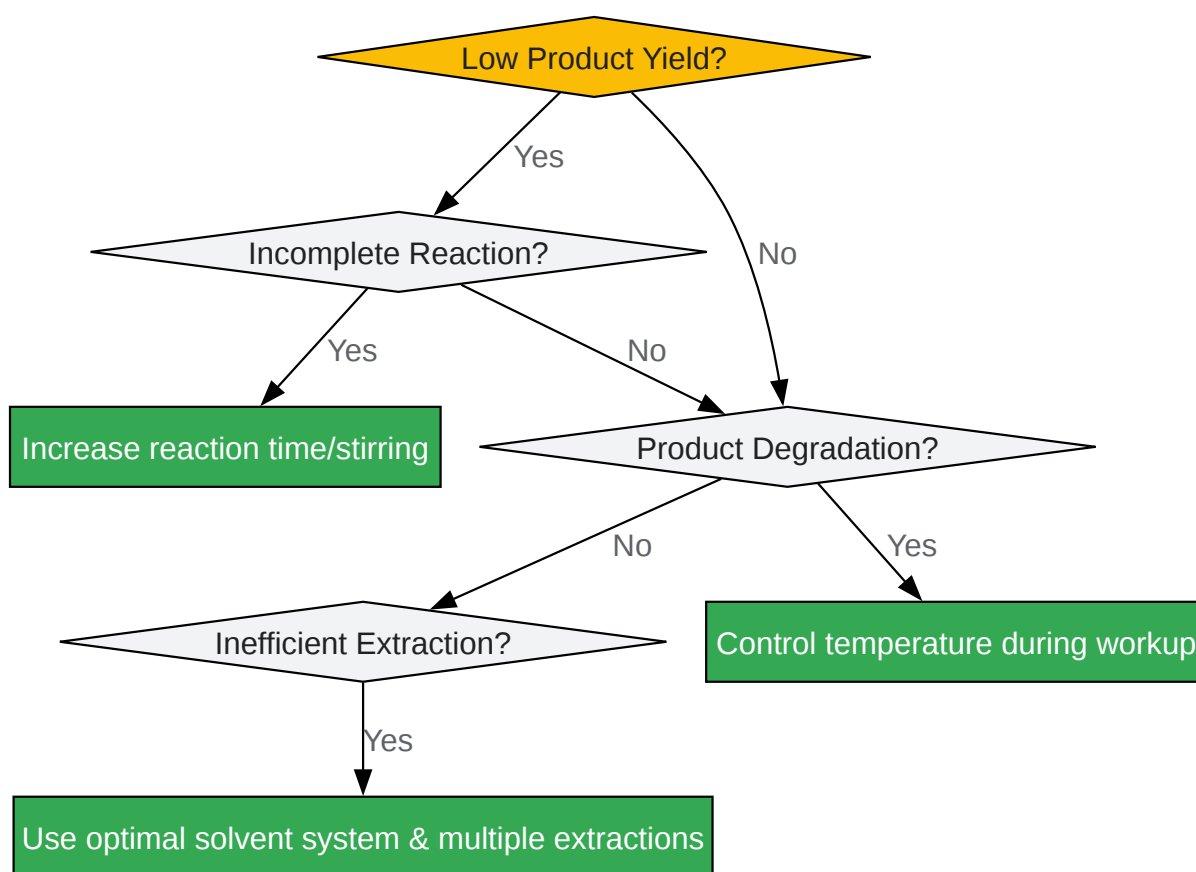 Low Product Yield?
Yes
Incomplete Reaction?
No
Yes
No
Increase reaction time/stirring
Product Degradation?
No
Yes
Inefficient Extraction?
Control temperature during workup
Yes
Use optimal solvent system & multiple extractions